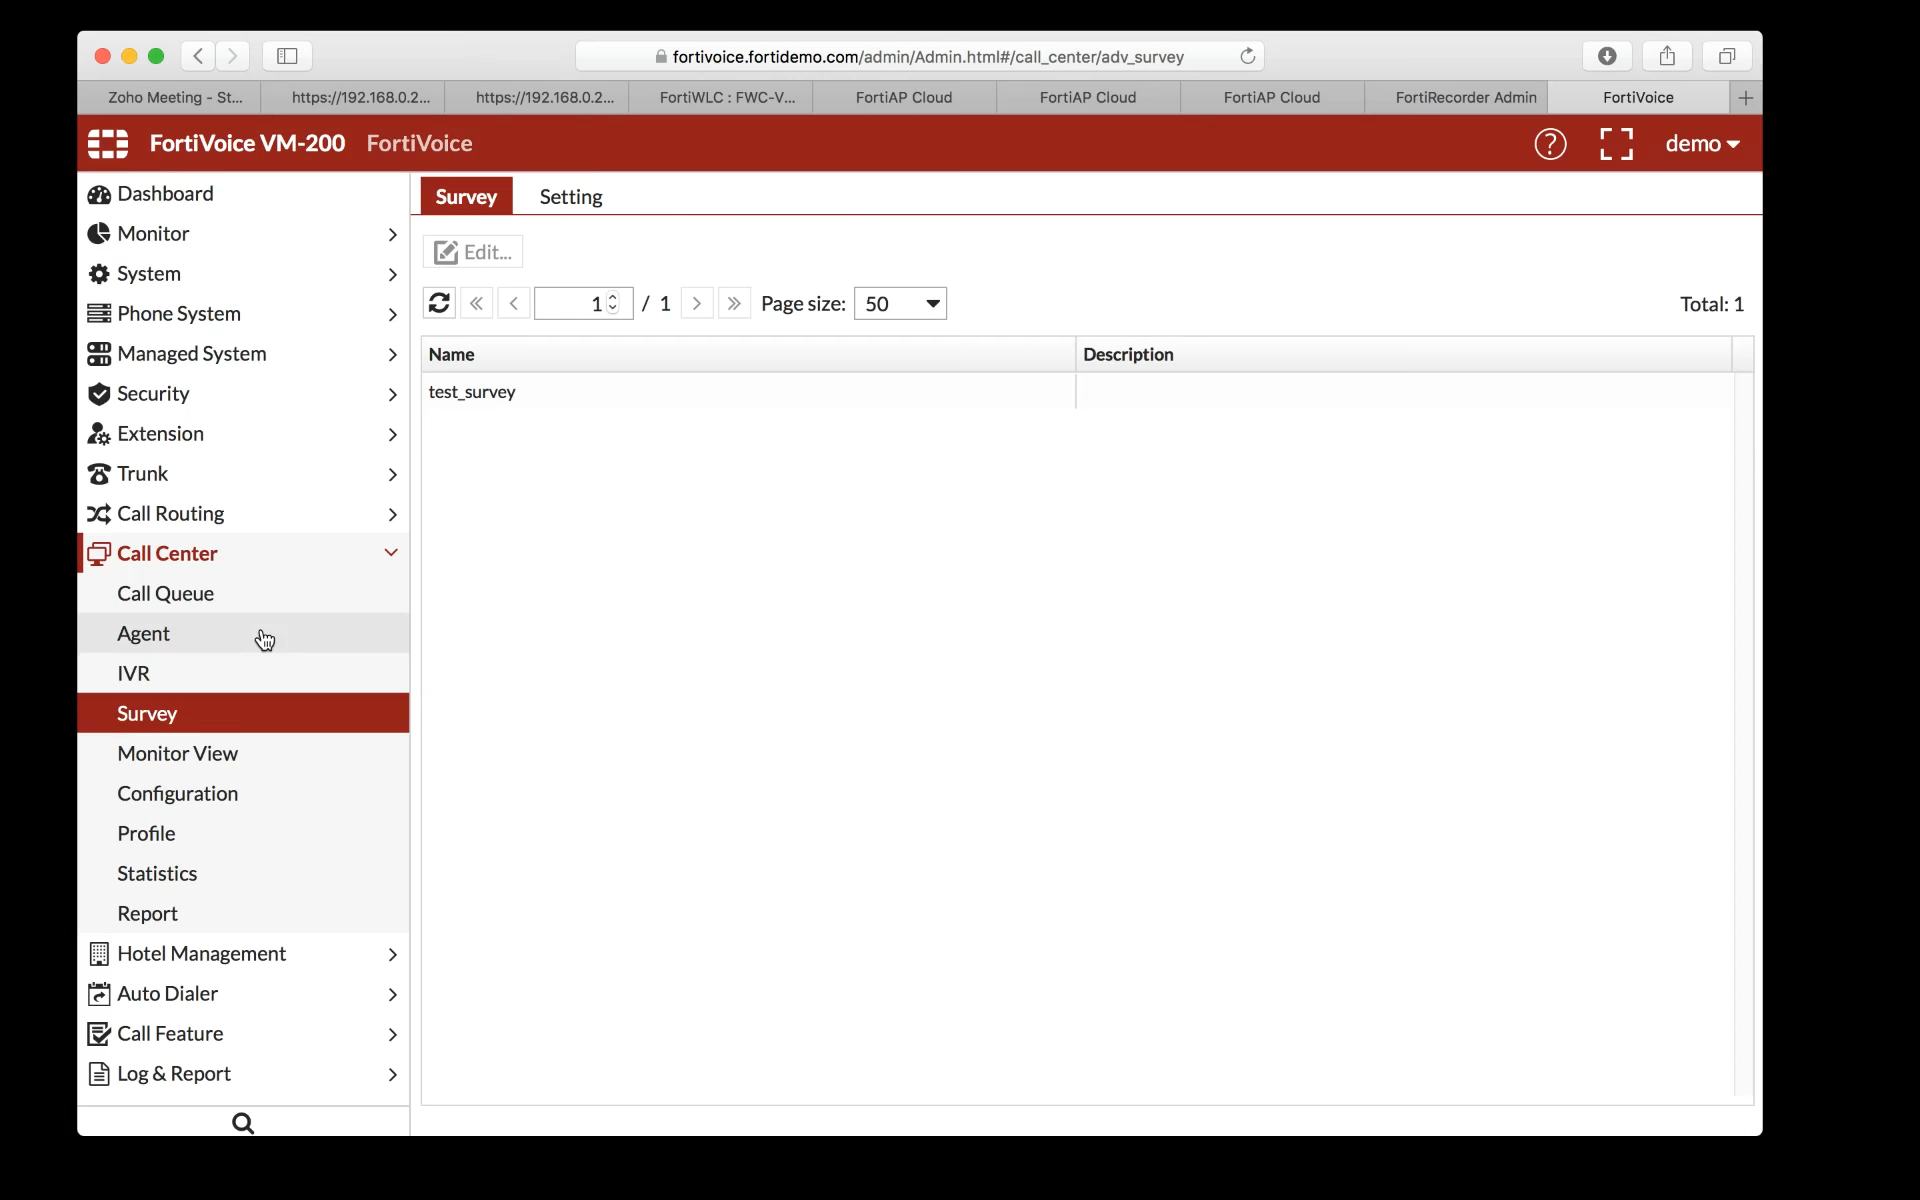 fortivoice.fortidemo.com/admin/Admin.html#/call_center/adv_survey
Zoho Meeting - St...
https://192.168.0.2...
https://192.168.0.2...
FortiWLC : FWC-V...
FortiAP Cloud
FortiAP Cloud
FortiAP Cloud
FortiRecorder Admin
FortiVoice
FortiVoice VM-200 FortiVoice
demo
Dashboard
Monitor
System
Phone System
Managed System
Security
Extension
Trunk
Call Routing
Call Center
Call Queue
Agent
IVR
Survey
Monitor View
Configuration
Profile
Statistics
Report
Hotel Management
Auto Dialer
Call Feature
Log & Report
Survey Setting
Edit...
1 / 1 Page size: 50 Total: 1
Name Description
test_survey